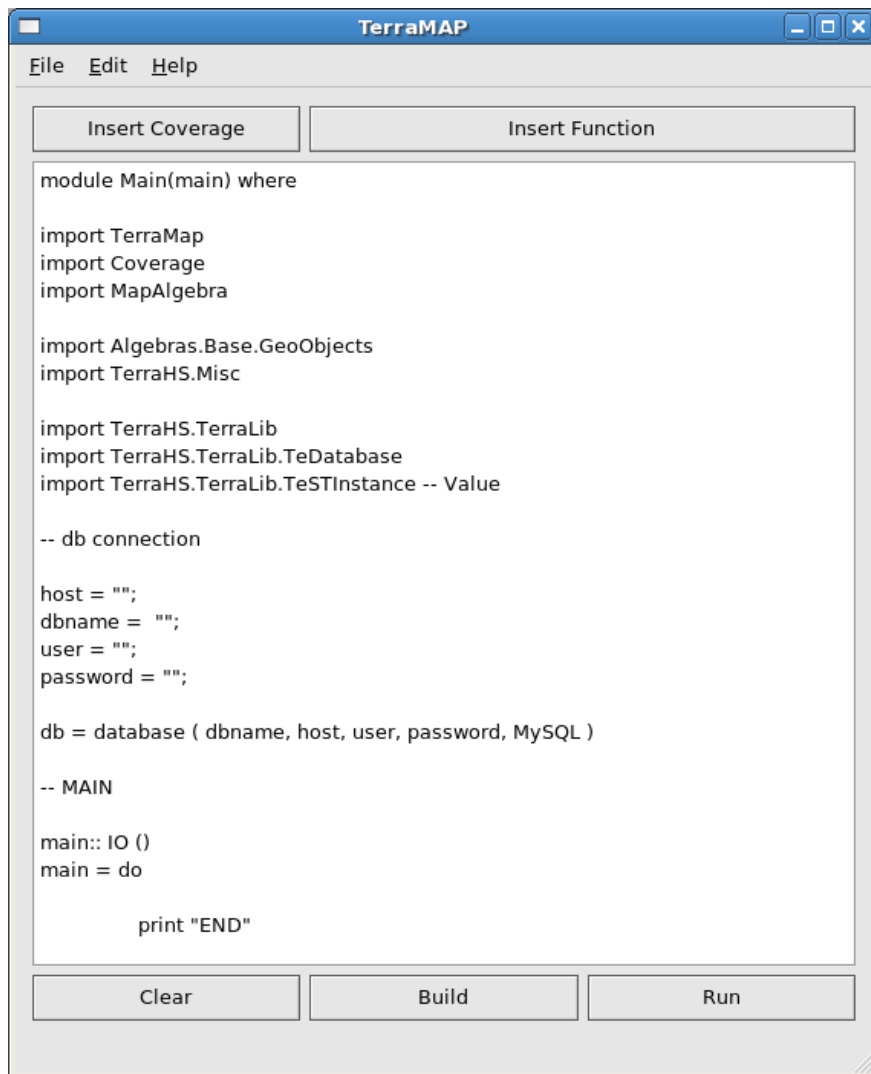 TerraMAP
File Edit Help
Insert Coverage Insert Function
module Main(main) where
import TerraMap
import Coverage
import MapAlgebra
import Algebras.Base.GeoObjects
import TerraHS.Misc
import TerraHS.TerraLib
import TerraHS.TerraLib.TeDatabase
import TerraHS.TerraLib.TeSTInstance -- Value
-- db connection
host = "";
dbname =  "";
user = "";
password = "";
db = database ( dbname, host, user, password, MySQL )
-- MAIN
main:: IO ()
main = do
print "END"
Clear Build Run